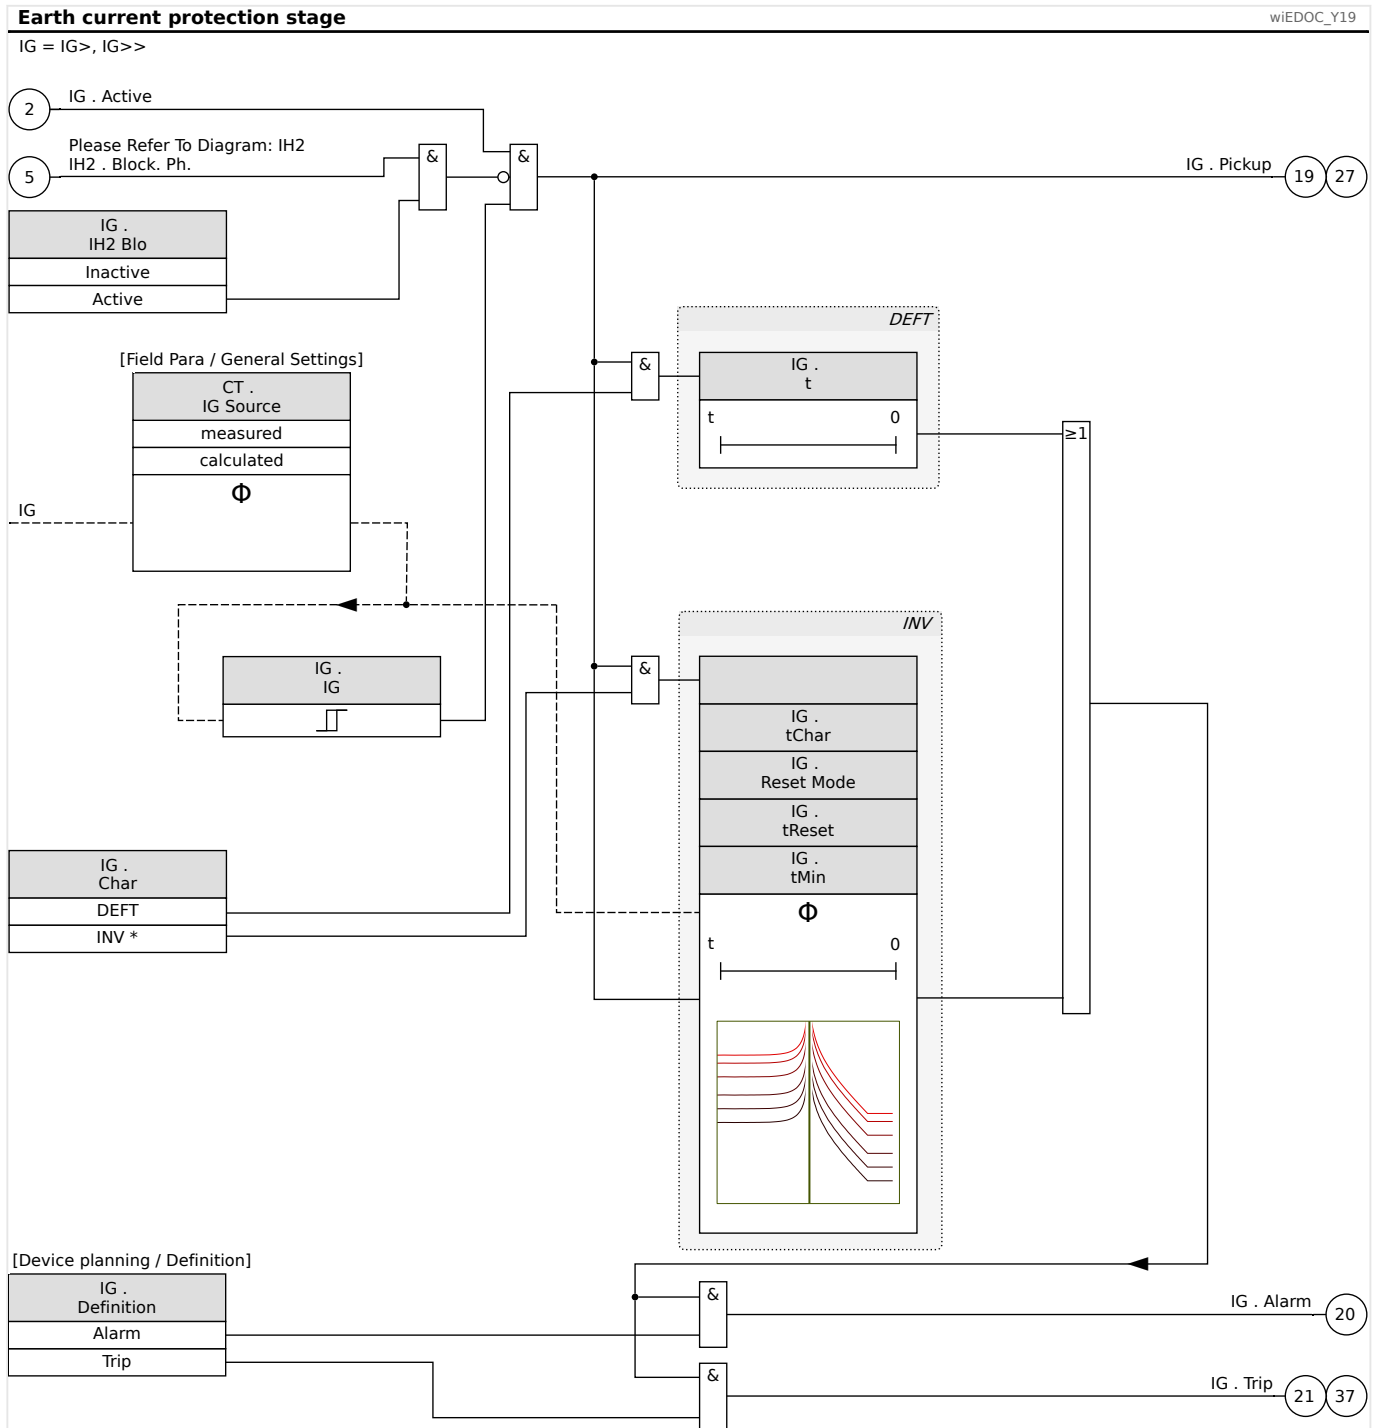 Earth current protection stage
wiEDOC_Y19
IG = IG>, IG>>
2
IG . Active
5
Please Refer To Diagram: IH2
IH2 . Block. Ph.
&
&
IG . Pickup
19
27
IG .
IH2 Blo
Inactive
Active
DEFT
[Field Para / General Settings]
CT .
IG Source
measured
calculated
Φ
IG
&
IG .
t
t
0
≥1
INV
IG .
IG
&
IG .
tChar
IG .
Reset Mode
IG .
tReset
IG .
tMin
Φ
t
0
IG .
Char
DEFT
INV *
[Device planning / Definition]
IG .
Definition
Alarm
Trip
&
IG . Alarm
20
&
IG . Trip
21
37